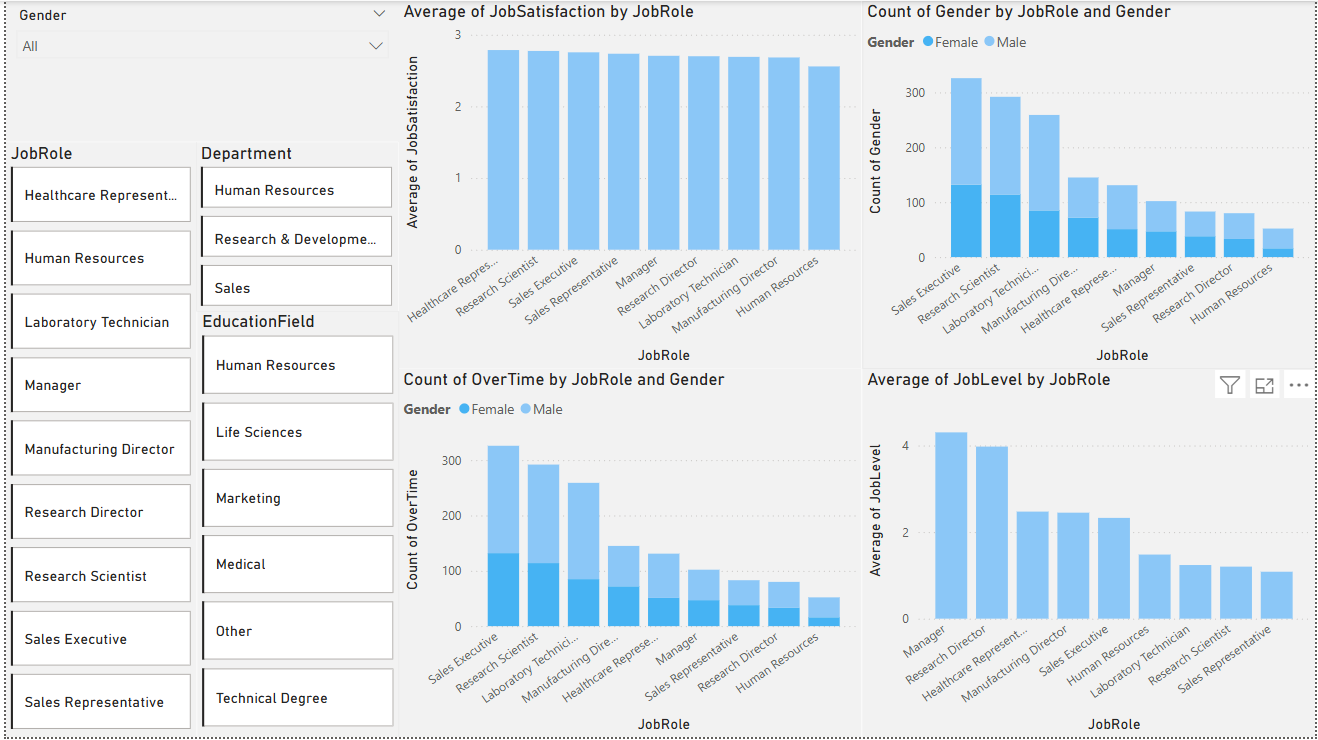 Gender
All
JobRole
Healthcare Represent...
Human Resources
Laboratory Technician
Manager
Manufacturing Director
Research Director
Research Scientist
Sales Executive
Sales Representative
Department
Human Resources
Research & Developme...
Sales
EducationField
Human Resources
Life Sciences
Marketing
Medical
Other
Technical Degree
Average of JobSatisfaction by JobRole
Average of JobSatisfaction
3
2
1
0
Healthcare Repres...
Research Scientist
Sales Executive
Sales Representative
Manager
Research Director
Laboratory Technician
Manufacturing Director
Human Resources
JobRole
Count of Gender by JobRole and Gender
Gender Female Male
Count of Gender
300
200
100
0
Sales Executive
Research Scientist
Laboratory Technici...
Manufacturing Dire...
Healthcare Represe...
Manager
Sales Representative
Research Director
Human Resources
JobRole
Count of OverTime by JobRole and Gender
Gender Female Male
Count of OverTime
300
200
100
0
Sales Executive
Research Scientist
Laboratory Technici...
Manufacturing Dire...
Healthcare Represe...
Manager
Sales Representative
Research Director
Human Resources
JobRole
Average of JobLevel by JobRole
Average of JobLevel
4
2
0
Manager
Research Director
Healthcare Represent...
Manufacturing Director
Sales Executive
Human Resources
Laboratory Technician
Research Scientist
Sales Representative
JobRole